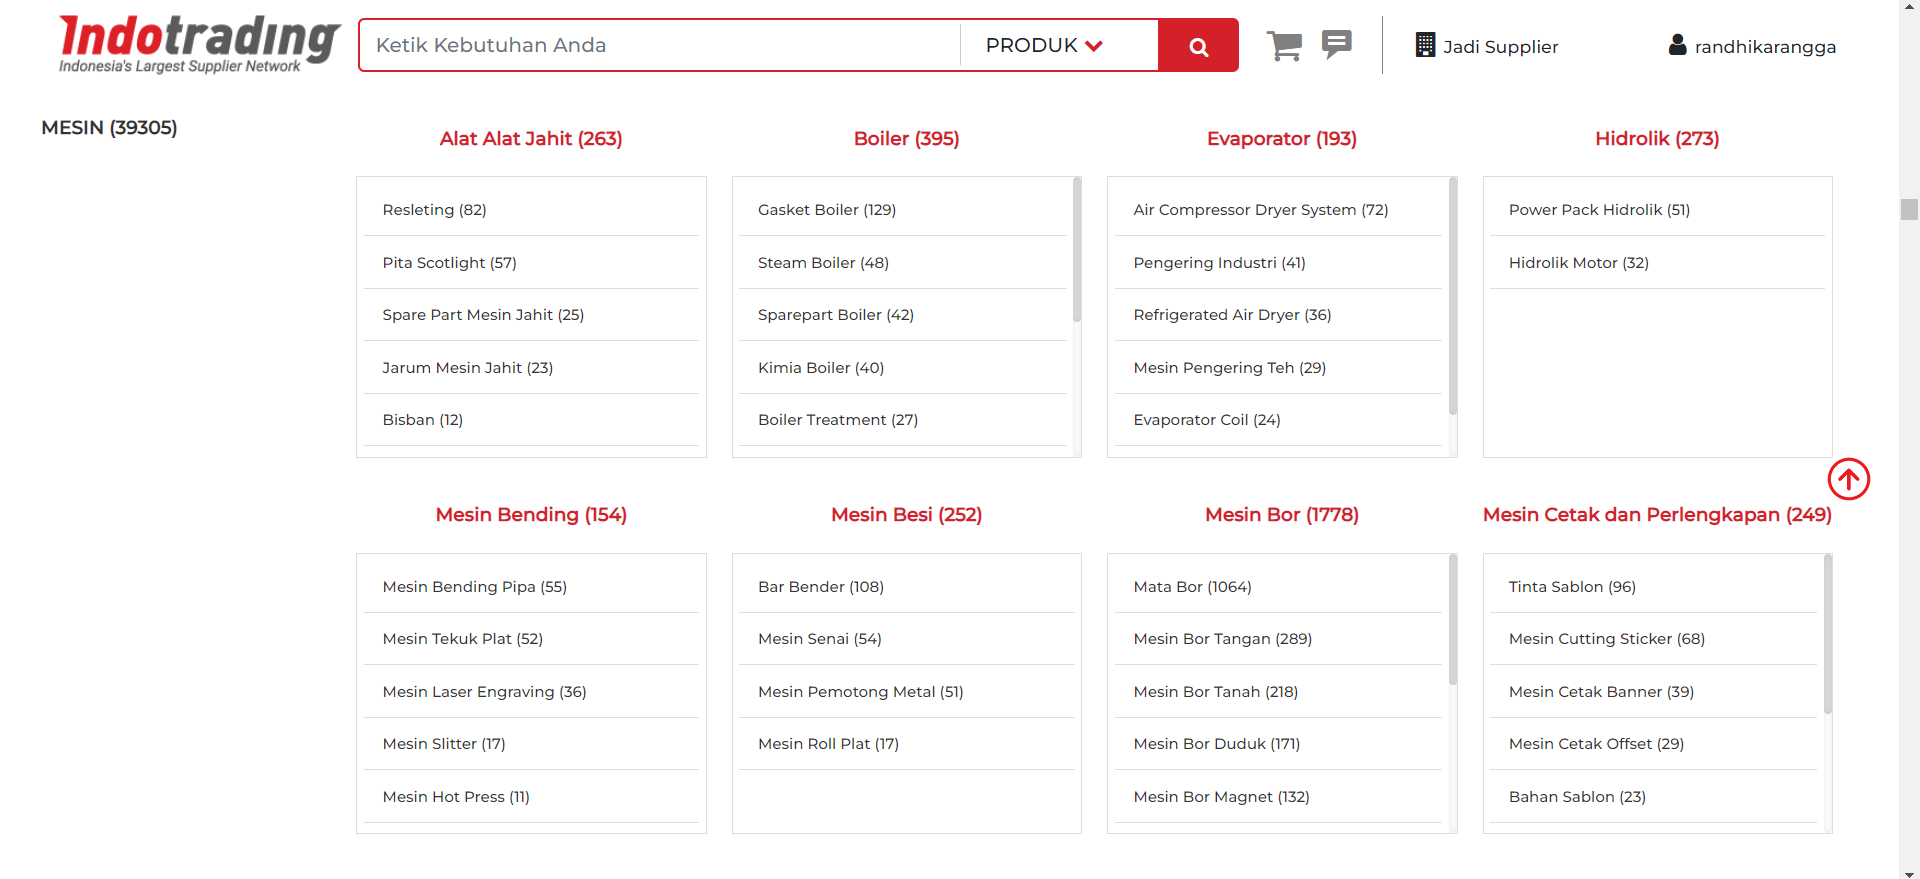 Indotrading
Indonesia's Largest Supplier Network
Ketik Kebutuhan Anda
PRODUK
Jadi Supplier
randhikarangga
MESIN (39305)
Alat Alat Jahit (263)
Resleting (82)
Pita Scotlight (57)
Spare Part Mesin Jahit (25)
Jarum Mesin Jahit (23)
Bisban (12)
Boiler (395)
Gasket Boiler (129)
Steam Boiler (48)
Sparepart Boiler (42)
Kimia Boiler (40)
Boiler Treatment (27)
Evaporator (193)
Air Compressor Dryer System (72)
Pengering Industri (41)
Refrigerated Air Dryer (36)
Mesin Pengering Teh (29)
Evaporator Coil (24)
Hidrolik (273)
Power Pack Hidrolik (51)
Hidrolik Motor (32)
Mesin Bending (154)
Mesin Bending Pipa (55)
Mesin Tekuk Plat (52)
Mesin Laser Engraving (36)
Mesin Slitter (17)
Mesin Hot Press (11)
Mesin Besi (252)
Bar Bender (108)
Mesin Senai (54)
Mesin Pemotong Metal (51)
Mesin Roll Plat (17)
Mesin Bor (1778)
Mata Bor (1064)
Mesin Bor Tangan (289)
Mesin Bor Tanah (218)
Mesin Bor Duduk (171)
Mesin Bor Magnet (132)
Mesin Cetak dan Perlengkapan (249)
Tinta Sablon (96)
Mesin Cutting Sticker (68)
Mesin Cetak Banner (39)
Mesin Cetak Offset (29)
Bahan Sablon (23)